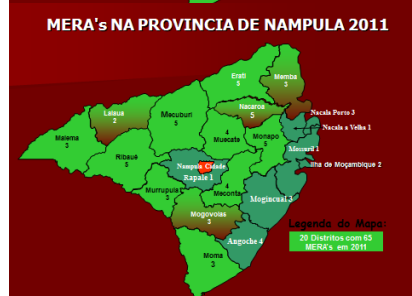 MERA's NA PROVINCIA DE NAMPULA 2011
Erati
5
Memba
5
Lalaua
2
Mecuburi
5
Nacaroa
5
Nacala Porto 3
Nacala a Velha 1
Malema
3
4
Muecate
Monapo
5
Mossuril 1
Ribaué
5
Nampula Cidade
Rapale 1
Ilha de Moçambique 2
Murrupula
3
4
Meconta
Mogincual 3
Mogovolas
3
Legenda do Mapa:
Angoche 4
20 Distritos com 65
MERA's em 2011
Moma
3